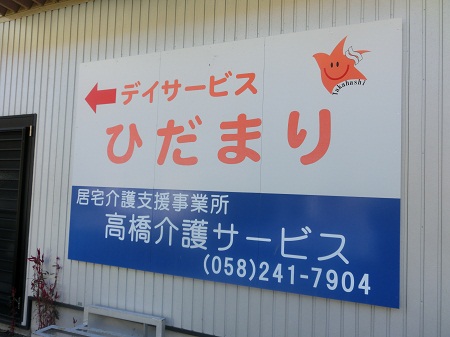 デイサービス
Takahashi
ひだまり
居宅介護支援事業所
高橋介護サービス
(058)241-7904